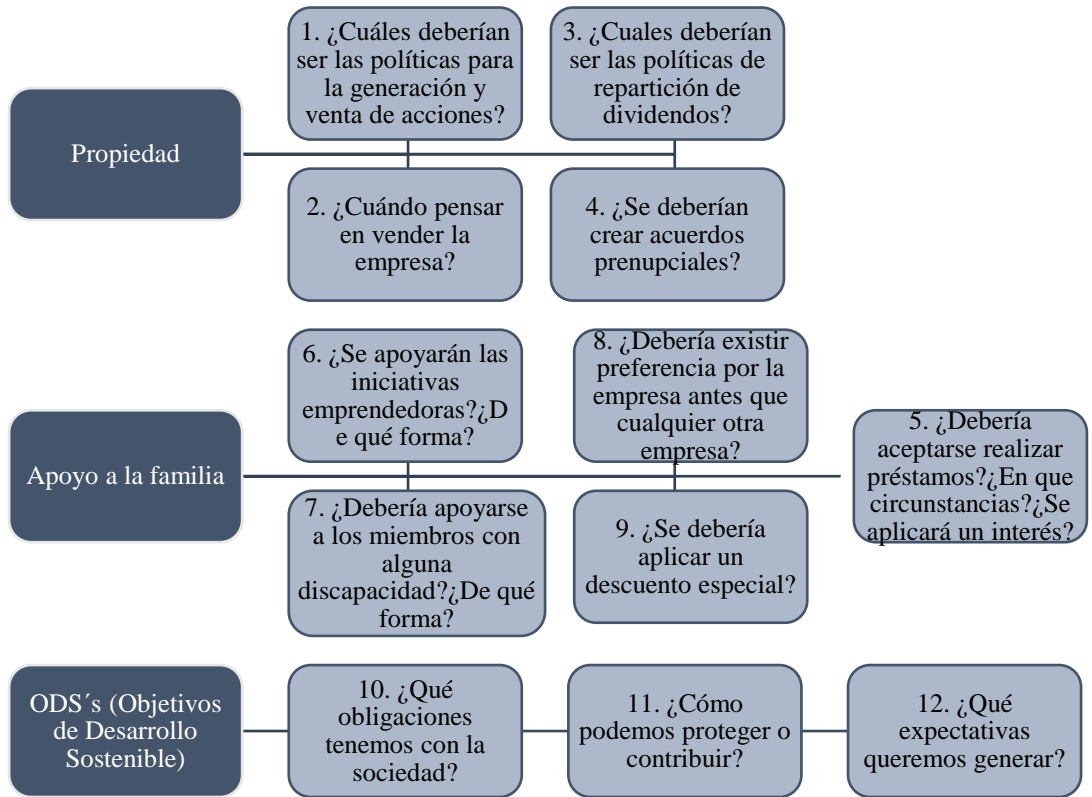 Propiedad
1. ¿Cuáles deberían
ser las políticas para
la generación y
venta de acciones?
3. ¿Cuales deberían
ser las políticas de
repartición de
dividendos?
2. ¿Cuándo pensar
en vender la
empresa?
4. ¿Se deberían
crear acuerdos
prenupciales?
Apoyo a la familia
6. ¿Se apoyarán las
iniciativas
emprendedoras?¿D
e qué forma?
8. ¿Debería existir
preferencia por la
empresa antes que
cualquier otra
empresa?
5. ¿Debería
aceptarse realizar
préstamos?¿En que
circunstancias?¿Se
aplicará un interés?
7. ¿Debería apoyarse
a los miembros con
alguna
discapacidad?¿De qué
forma?
9. ¿Se debería
aplicar un
descuento especial?
ODS´s (Objetivos
de Desarrollo
Sostenible)
10. ¿Qué
obligaciones
tenemos con la
sociedad?
11. ¿Cómo
podemos proteger o
contribuir?
12. ¿Qué
expectativas
queremos generar?